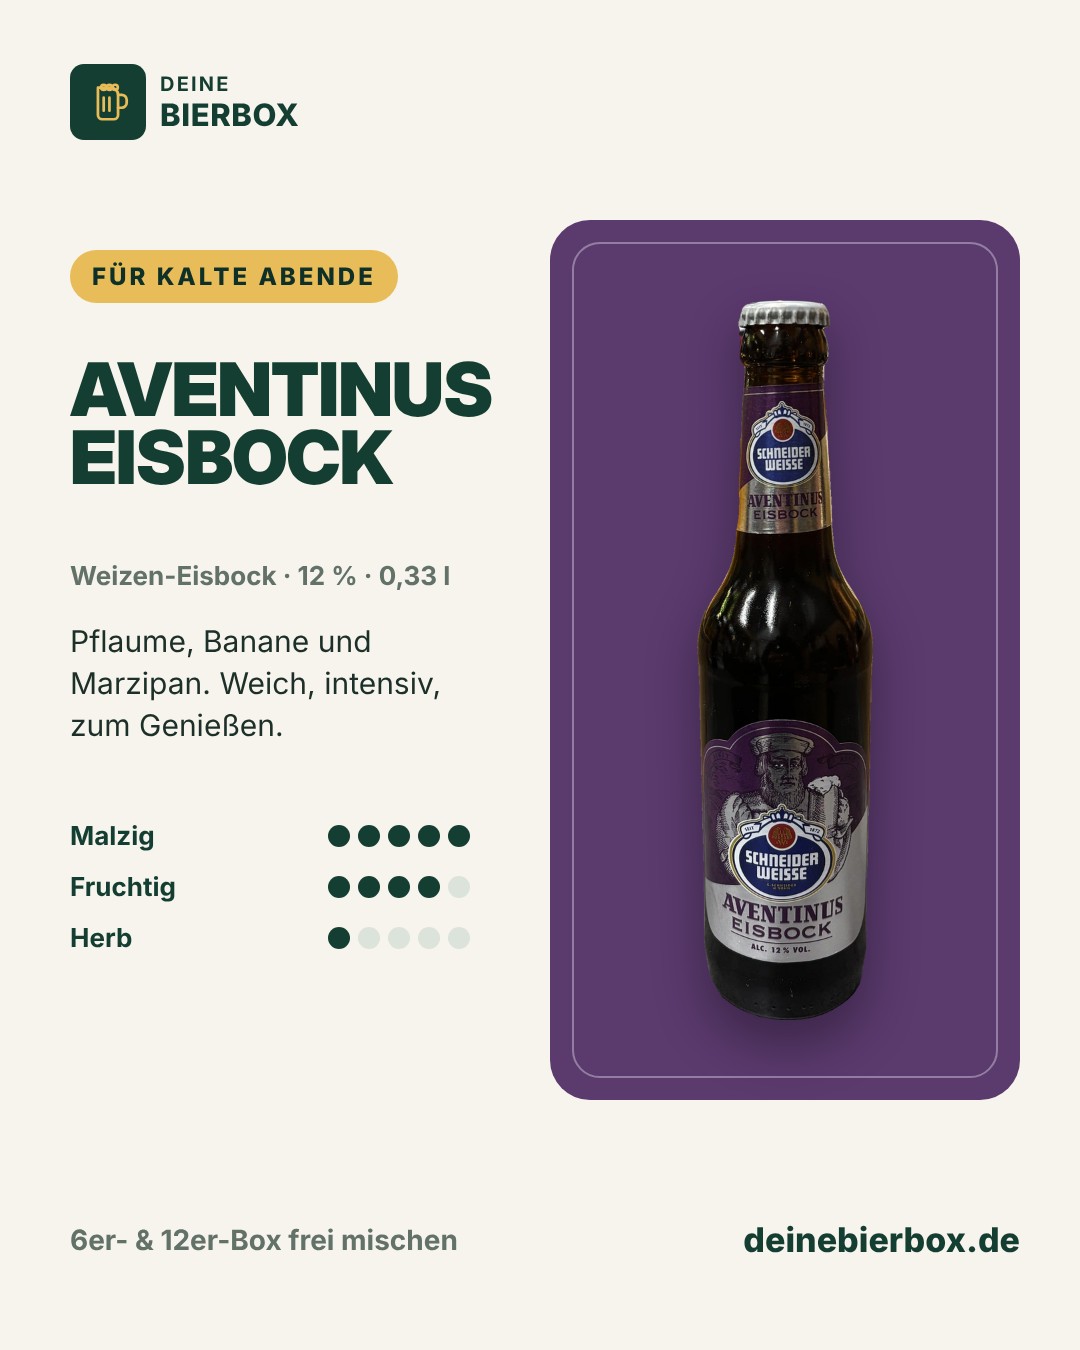 DEINE
BIERBOX
FÜR KALTE ABENDE
AVENTINUS
EISBOCK
Weizen-Eisbock · 12 % · 0,33 l
Pflaume, Banane und
Marzipan. Weich, intensiv,
zum Genießen.
Malzig
Fruchtig
Herb
SCHNEIDER
WEISSE
AVENTINUS
EISBOCK
SEIT 1872
SCHNEIDER
WEISSE
AVENTINUS
EISBOCK
ALC. 12 % VOL.
6er- & 12er-Box frei mischen
deinebierbox.de